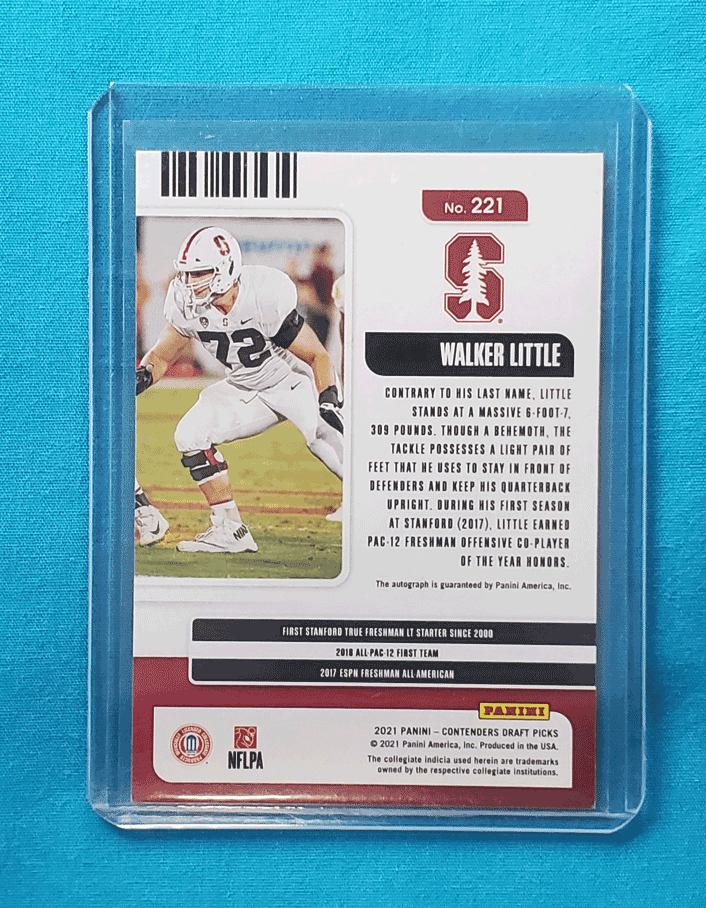 No. 221
S
WALKER LITTLE
S
72
CONTRARY TO HIS LAST NAME, LITTLE
STANDS AT A MASSIVE 6-FOOT-7,
309 POUNDS. THOUGH A BEHEMOTH, THE
TACKLE POSSESSES A LIGHT PAIR OF
FEET THAT HE USES TO STAY IN FRONT OF
DEFENDERS AND KEEP HIS QUARTERBACK
UPRIGHT. DURING HIS FIRST SEASON
AT STANFORD (2017), LITTLE EARNED
PAC-12 FRESHMAN OFFENSIVE CO-PLAYER
OF THE YEAR HONORS.
The autograph is guaranteed by Panini America, Inc.
FIRST STANFORD TRUE FRESHMAN LT STARTER SINCE 2000
2018 ALL-PAC-12 FIRST TEAM
2017 ESPN FRESHMAN ALL-AMERICAN
PANINI
2021 PANINI – CONTENDERS DRAFT PICKS
© 2021 Panini America, Inc. Produced in the USA.
The collegiate indicia used herein are trademarks
owned by the respective collegiate institutions.
NFLPA